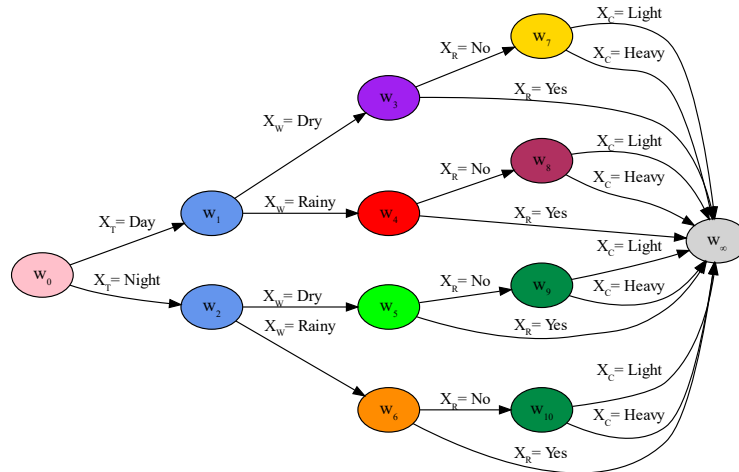 X_C= Light
w_7
X_R= No
X_C= Heavy
w_3
X_R= Yes
X_W= Dry
X_C= Light
X_R= No
w_8
X_C= Heavy
X_W= Rainy
w_1
w_4
X_R= Yes
X_T= Day
w_∞
X_C= Light
w_0
X_T= Night
X_R= No
w_9
X_C= Heavy
X_W= Dry
w_2
w_5
X_W= Rainy
X_R= Yes
X_C= Light
X_R= No
w_6
w_10
X_C= Heavy
X_R= Yes